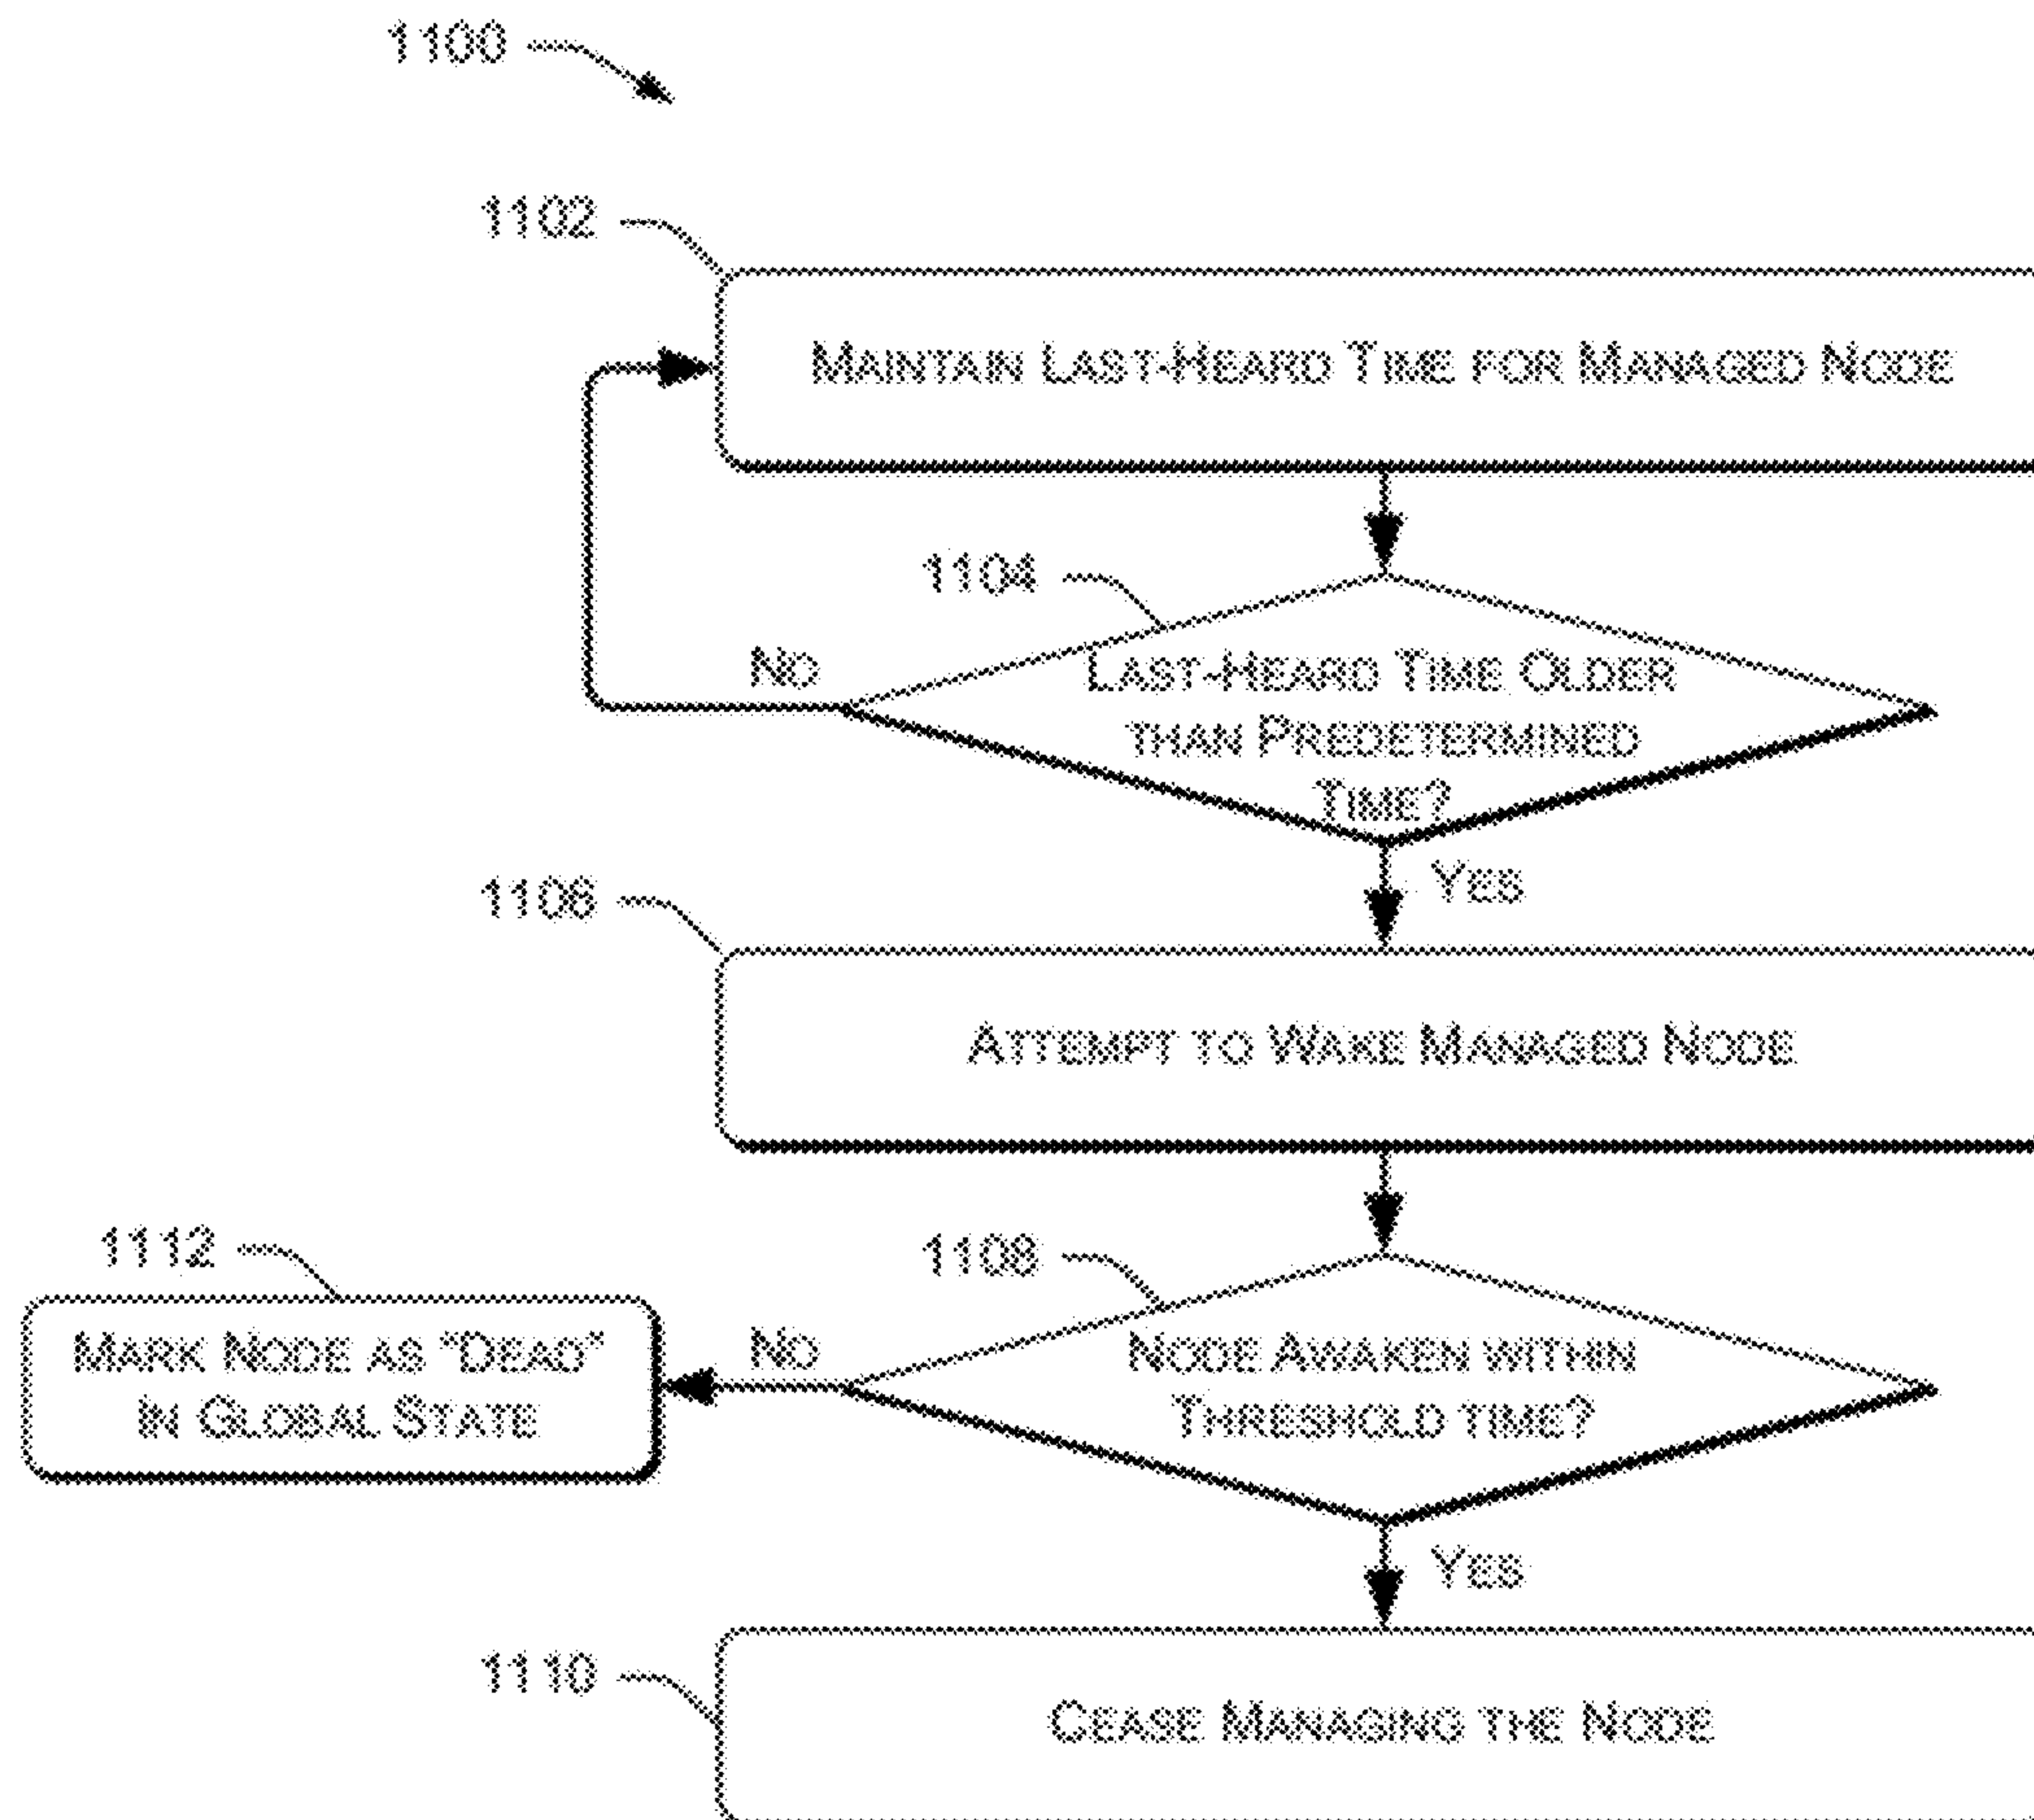 1100
1102
Maintain Last-Heard Time for Managed Node
1104
No
Last-Heard Time Older
than Predetermined
Time?
Yes
1106
Attempt to Wake Managed Node
1112
1108
Mark Node as "Dead"
in Global State
No
Node Awaken within
Threshold time?
Yes
1110
Cease Managing the Node